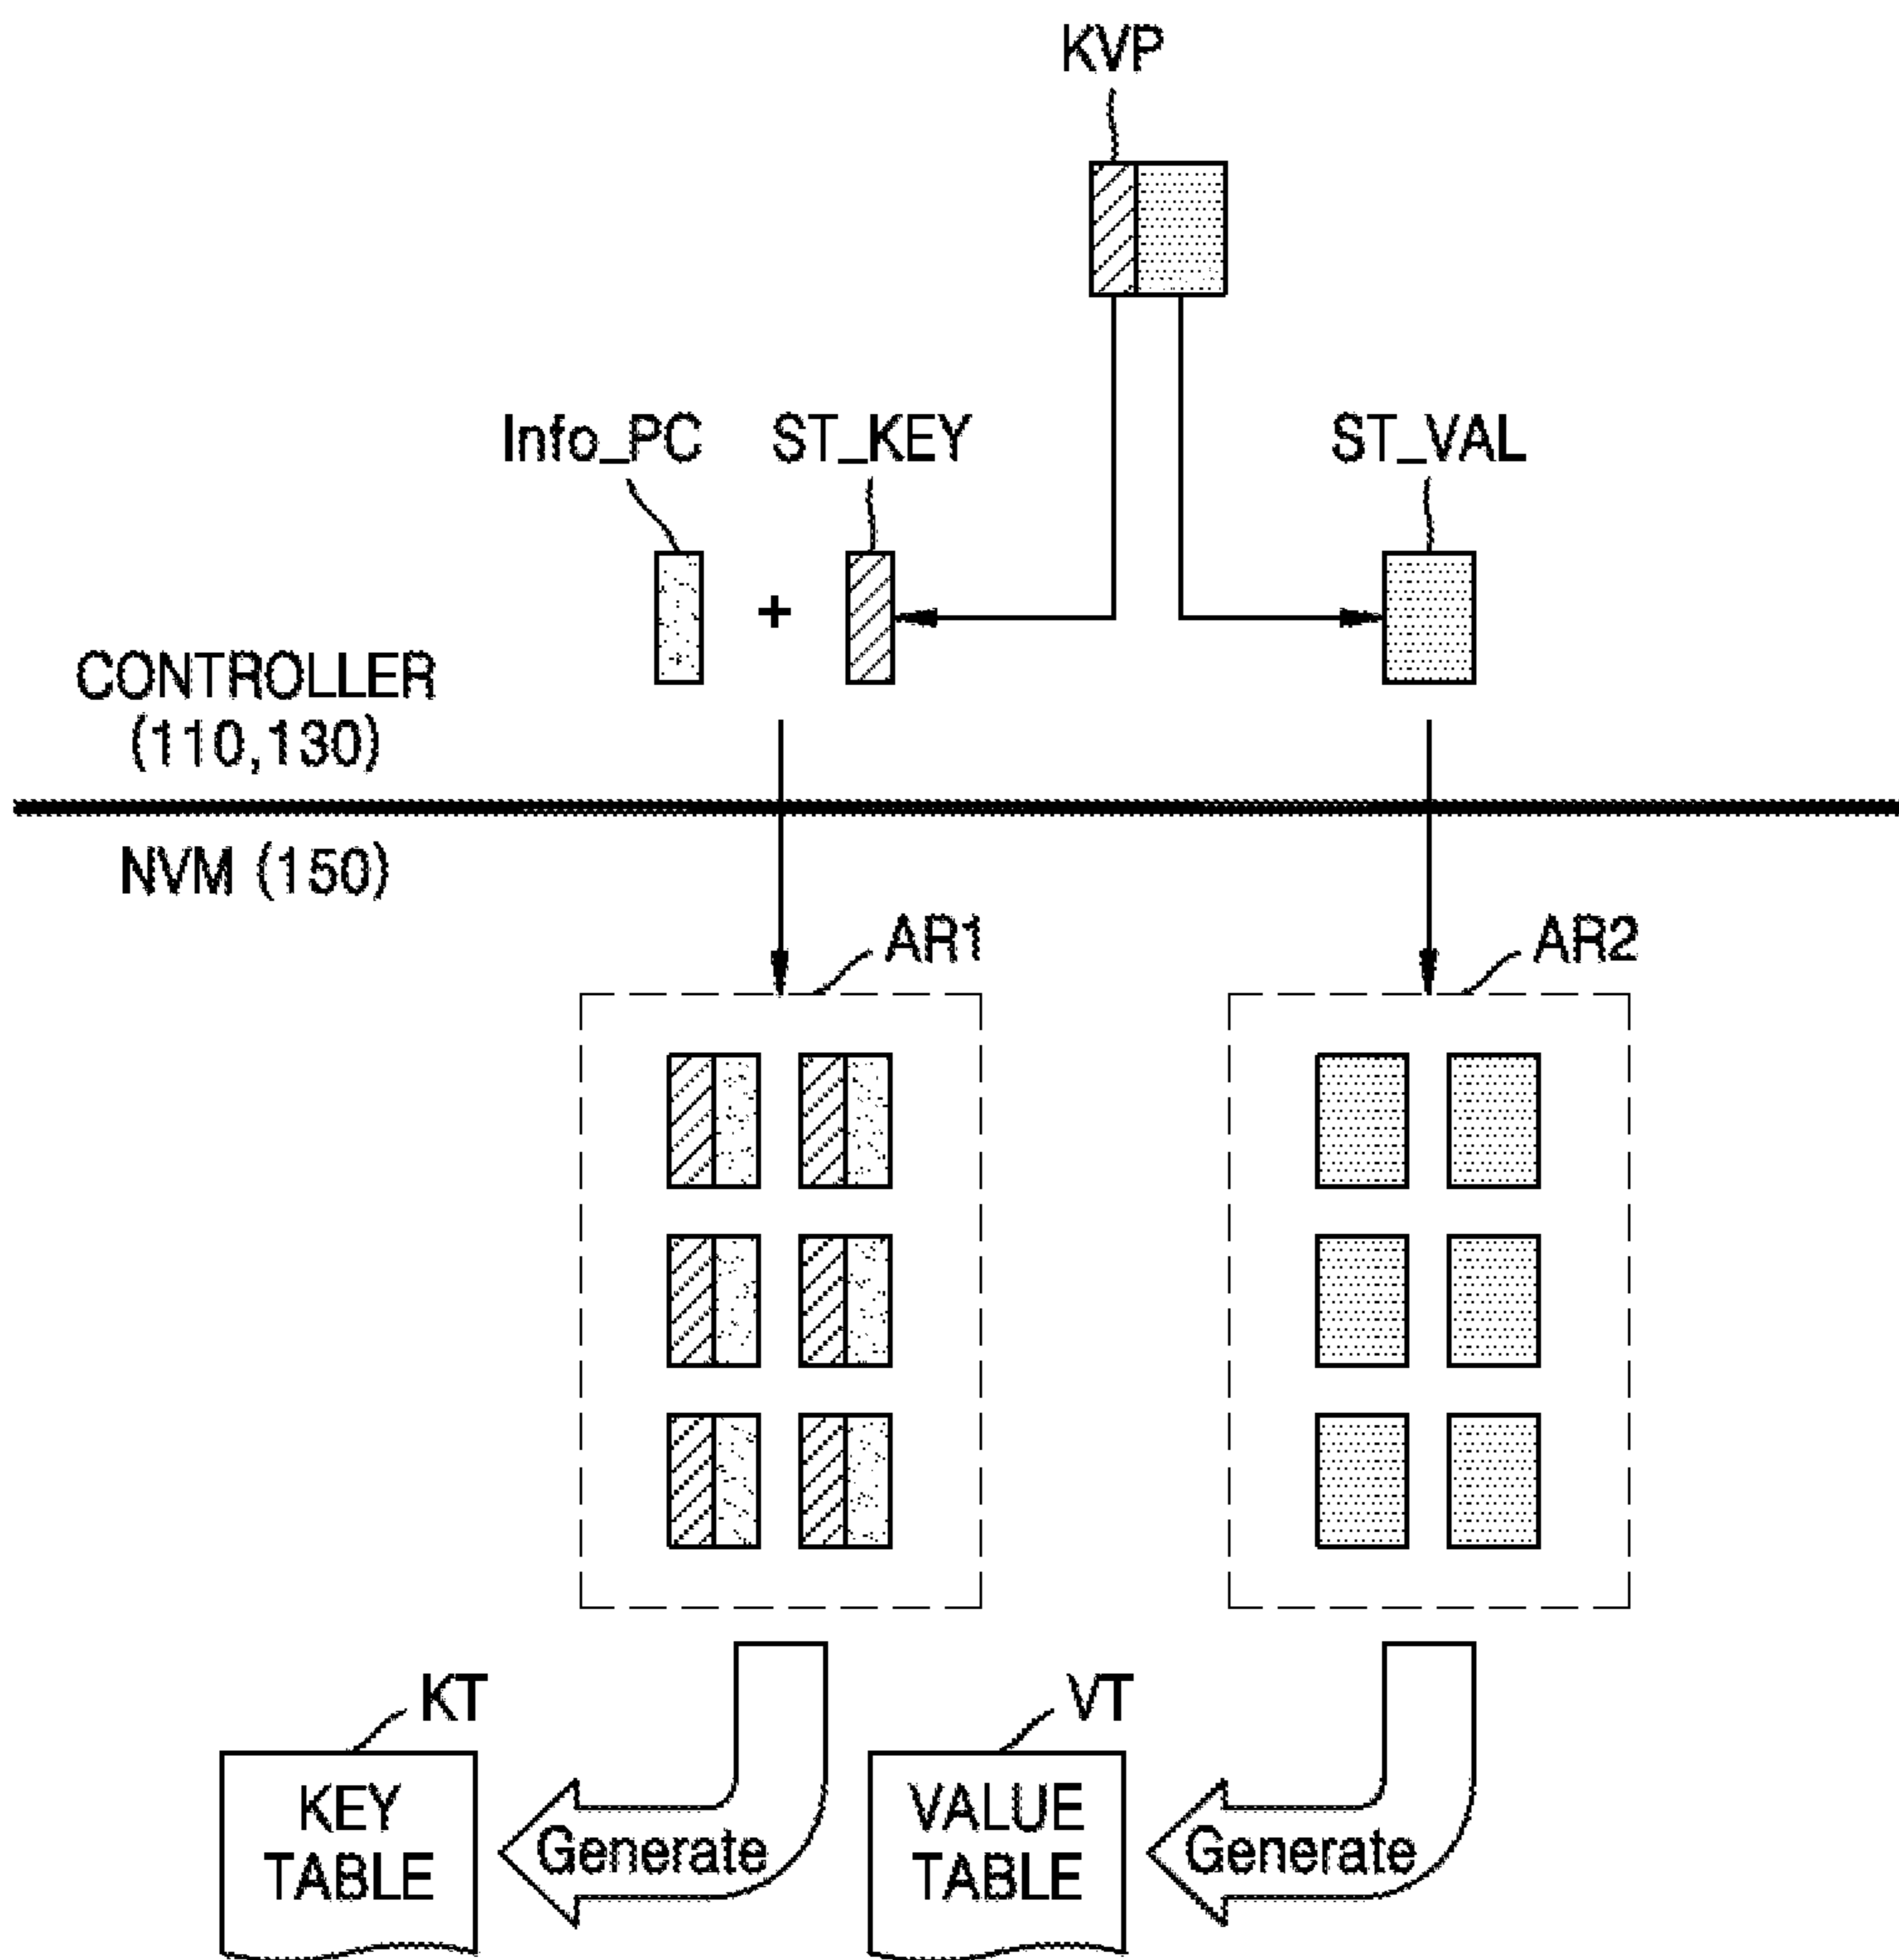 KVP
Info_PC
ST_KEY
ST_VAL
+
CONTROLLER
(110,130)
NVM (150)
AR1
AR2
KT
VT
KEY
TABLE
Generate
VALUE
TABLE
Generate